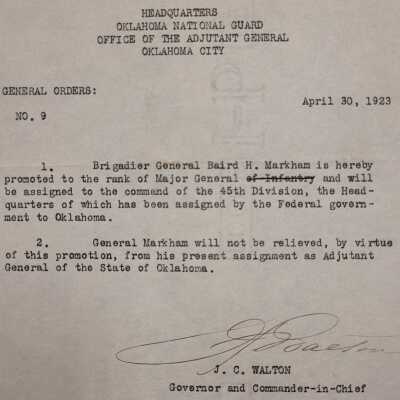 HEADQUARTERS
OKLAHOMA NATIONAL GUARD
OFFICE OF THE ADJUTANT GENERAL
OKLAHOMA CITY
GENERAL ORDERS:
April 30, 1923
NO. 9
1. Brigadier General Baird H. Markham is hereby
promoted to the rank of Major General of Infantry and will
be assigned to the command of the 45th Division, the Head-
quarters of which has been assigned by the Federal govern-
ment to Oklahoma.
2. General Markham will not be relieved, by virtue
of this promotion, from his present assignment as Adjutant
General of the State of Oklahoma.
J C Walton
J. C. WALTON
Governor and Commander-in-Chief